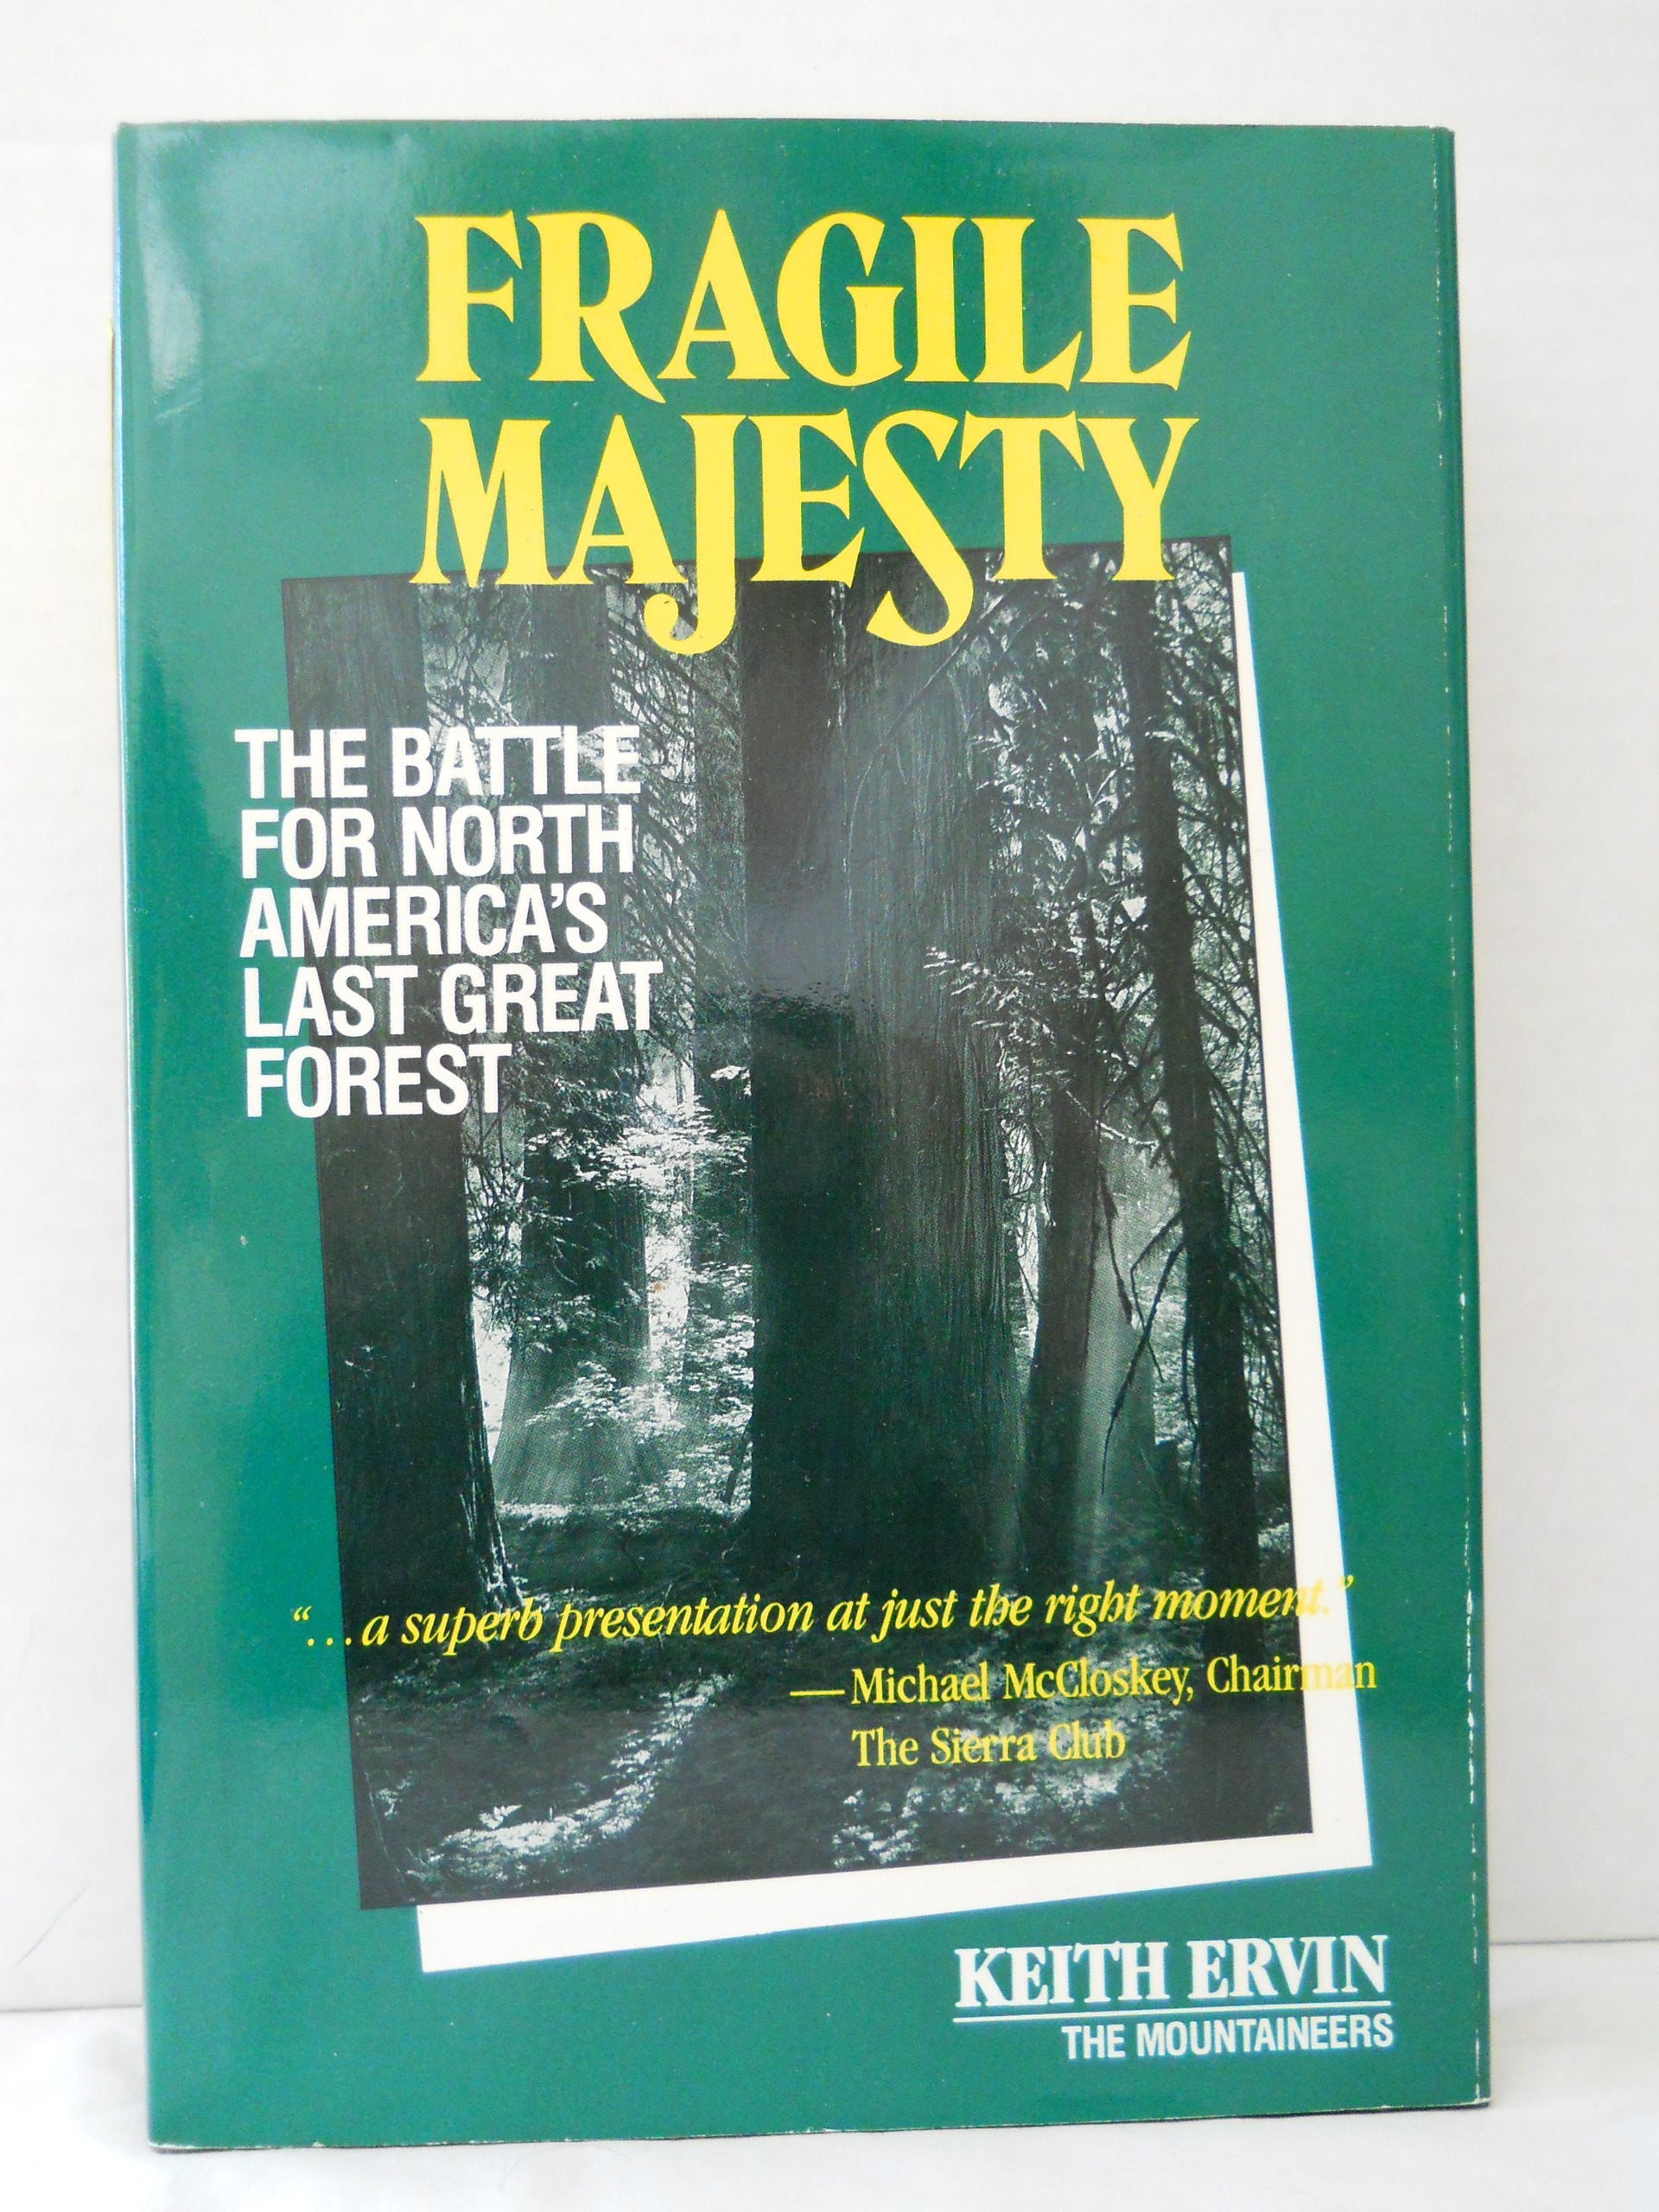 FRAGILE
MAJESTY
THE BATTLE
FOR NORTH
AMERICA'S
LAST GREAT
FOREST
“...a superb presentation at just the right moment.”
—Michael McCloskey, Chairman
The Sierra Club
KEITH ERVIN
THE MOUNTAINEERS